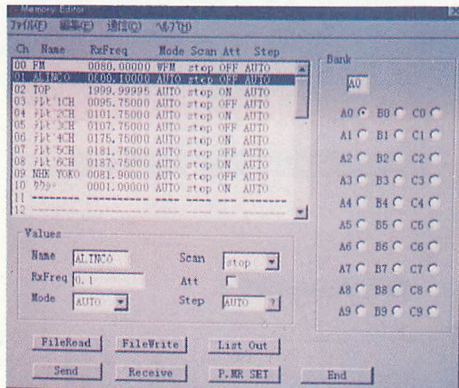 Memory Editor
ファイル(F) 編集(E) 通信(C) ヘルプ(H)
Ch Name RxFreq Mode Scan Att Step
00 FM 0080.00000 WFM stop OFF AUTO
01 ALINCO 0000.10000 AUTO stop OFF AUTO
02 TOP 1999.99995 AUTO stop ON AUTO
03 ﾃﾚﾋﾞ1CH 0095.75000 AUTO stop OFF AUTO
04 ﾃﾚﾋﾞ2CH 0101.75000 AUTO stop ON AUTO
05 ﾃﾚﾋﾞ3CH 0107.75000 AUTO stop OFF AUTO
06 ﾃﾚﾋﾞ4CH 0175.75000 AUTO stop ON AUTO
07 ﾃﾚﾋﾞ5CH 0181.75000 AUTO stop OFF AUTO
08 ﾃﾚﾋﾞ6CH 0187.75000 AUTO stop ON AUTO
09 NHK YOKO 0081.90000 AUTO stop OFF AUTO
10 0001.00000 AUTO stop ON AUTO
11
12
Bank
A0
A0 B0 C0
A1 B1 C1
A2 B2 C2
A3 B3 C3
A4 B4 C4
A5 B5 C5
A6 B6 C6
A7 B7 C7
A8 B8 C8
A9 B9 C9
Values
Name ALINCO Scan stop
RxFreq 0.1 Att
Mode AUTO Step AUTO ?
FileRead FileWrite List Out
Send Receive P.MR SET End